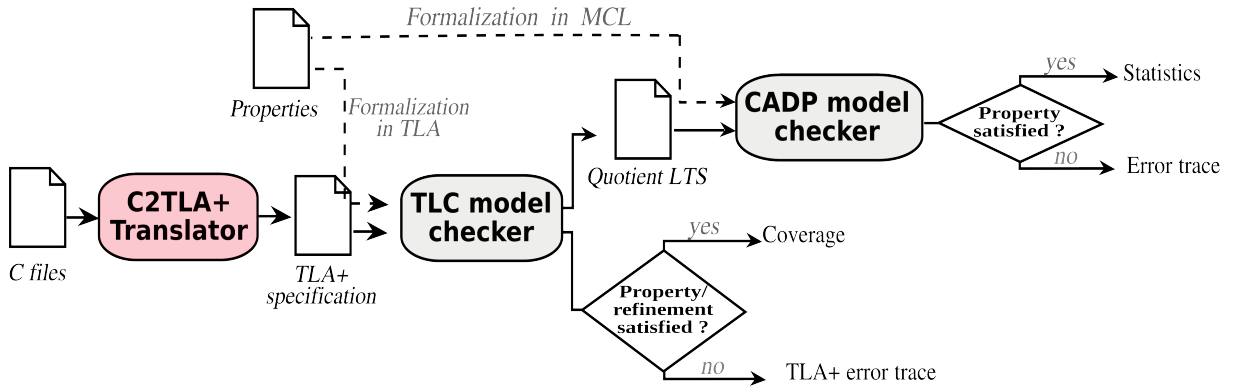 Formalization in MCL
Properties
Formalization
in TLA
CADP model
checker
yes
Statistics
Property
satisfied ?
no
Error trace
Quotient LTS
C2TLA+
Translator
TLC model
checker
C files
TLA+
specification
yes
Coverage
Property/
refinement
satisfied ?
no
TLA+ error trace